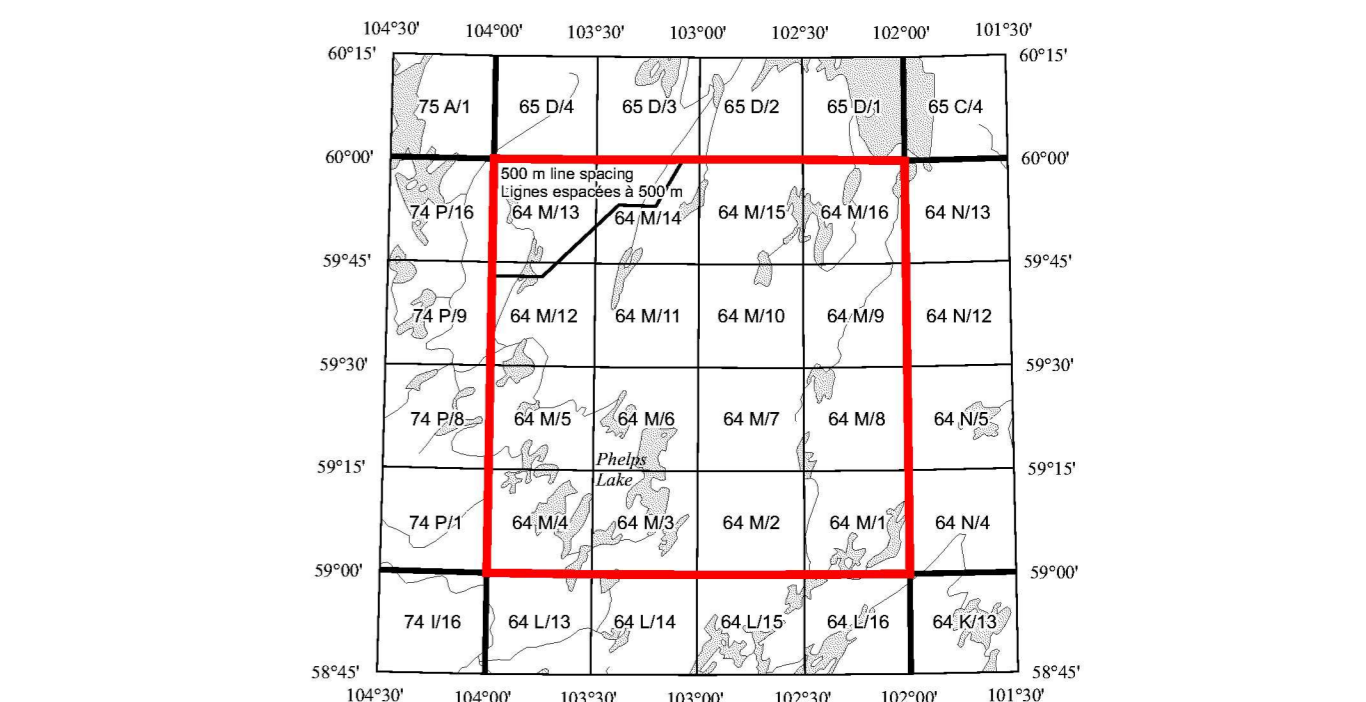 104°30' 104°00' 103°30' 103°00' 102°30' 102°00' 101°30'
60°15' 60°15'
75 A/1 65 D/4 65 D/3 65 D/2 65 D/1 65 C/4
60°00' 60°00'
500 m line spacing
Lignes espacées à 500 m
74 P/16 64 M/13 64 M/14 64 M/15 64 M/16 64 N/13
59°45' 59°45'
74 P/9 64 M/12 64 M/11 64 M/10 64 M/9 64 N/12
59°30' 59°30'
74 P/8 64 M/5 64 M/6 64 M/7 64 M/8 64 N/5
Phelps
59°15' 59°15'
Lake
74 P/1 64 M/4 64 M/3 64 M/2 64 M/1 64 N/4
59°00' 59°00'
74 I/16 64 L/13 64 L/14 64 L/15 64 L/16 64 K/13
58°45' 58°45'
104°30' 104°00' 103°30' 103°00' 102°30' 102°00' 101°30'